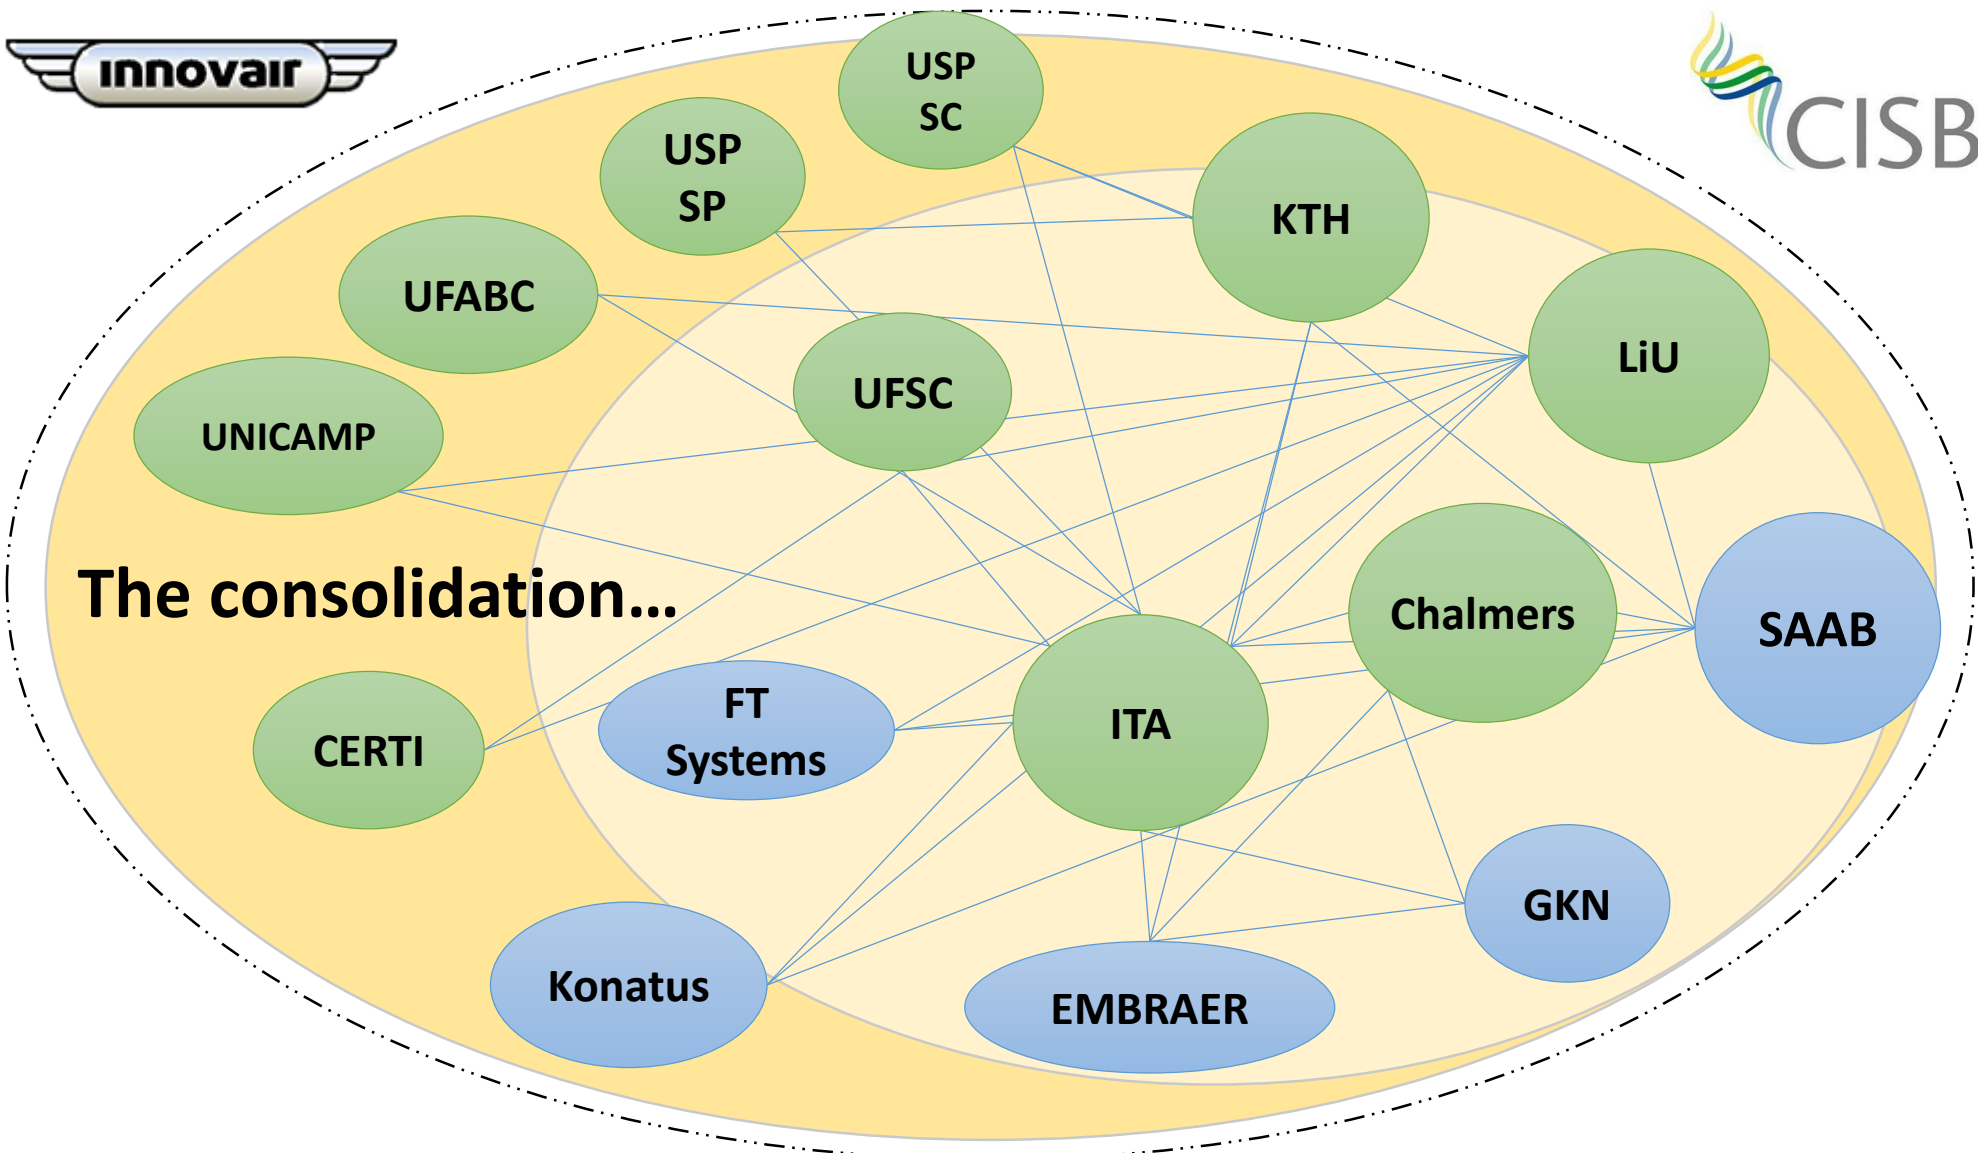 ınnovaır
CISB
USP
SC
USP
SP
KTH
UFABC
LiU
UFSC
UNICAMP
The consolidation...
Chalmers
SAAB
FT
Systems
ITA
CERTI
GKN
Konatus
EMBRAER